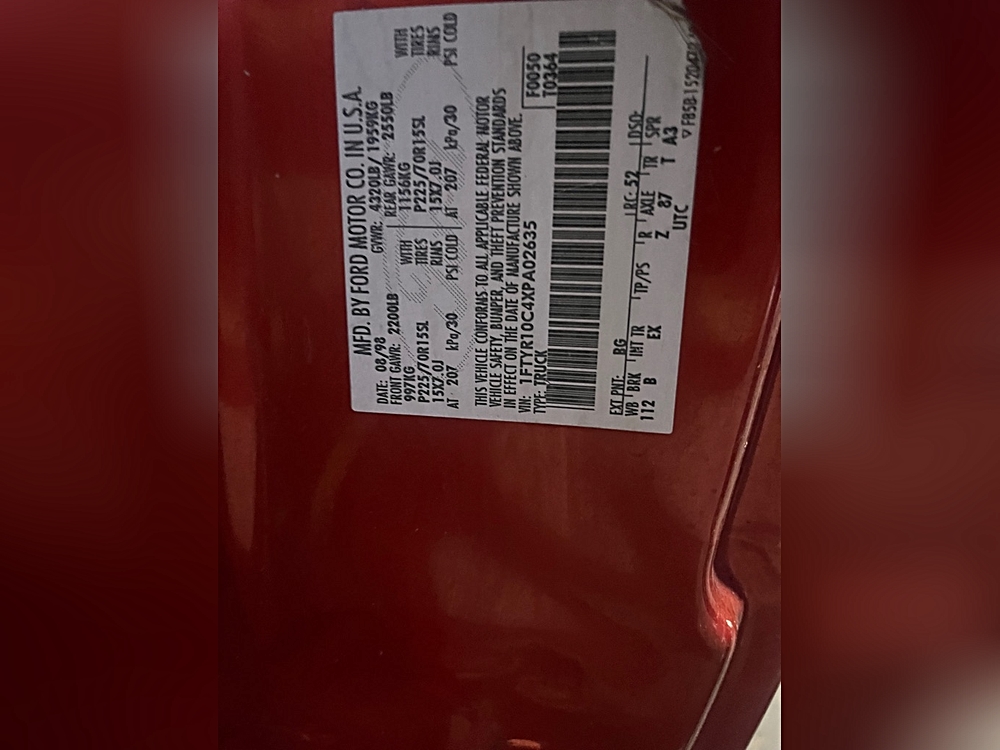 MFD. BY FORD MOTOR CO. IN U.S.A.
DATE: 08/98 GVWR: 4320LB/ 1959KG
FRONT GAWR: 2200LB REAR GAWR: 2550LB
997KG WITH 1156KG WITH
P225/70R15SL TIRES P225/70R15SL TIRES
15X7.0J RIMS 15X7.0J RIMS
AT 207 kPa/30 PSI COLD AT 207 kPa/30 PSI COLD
THIS VEHICLE CONFORMS TO ALL APPLICABLE FEDERAL MOTOR
VEHICLE SAFETY, BUMPER, AND THEFT PREVENTION STANDARDS
IN EFFECT ON THE DATE OF MANUFACTURE SHOWN ABOVE.
VIN: 1FTYR10C4XPA02635 F0050
TYPE: TRUCK T0364
EXT PNT: BG RC: 52 DSO:
WB BRK INT TR TP/PS R AXLE TR SPR
112 B EX Z 87 T A3
UTC